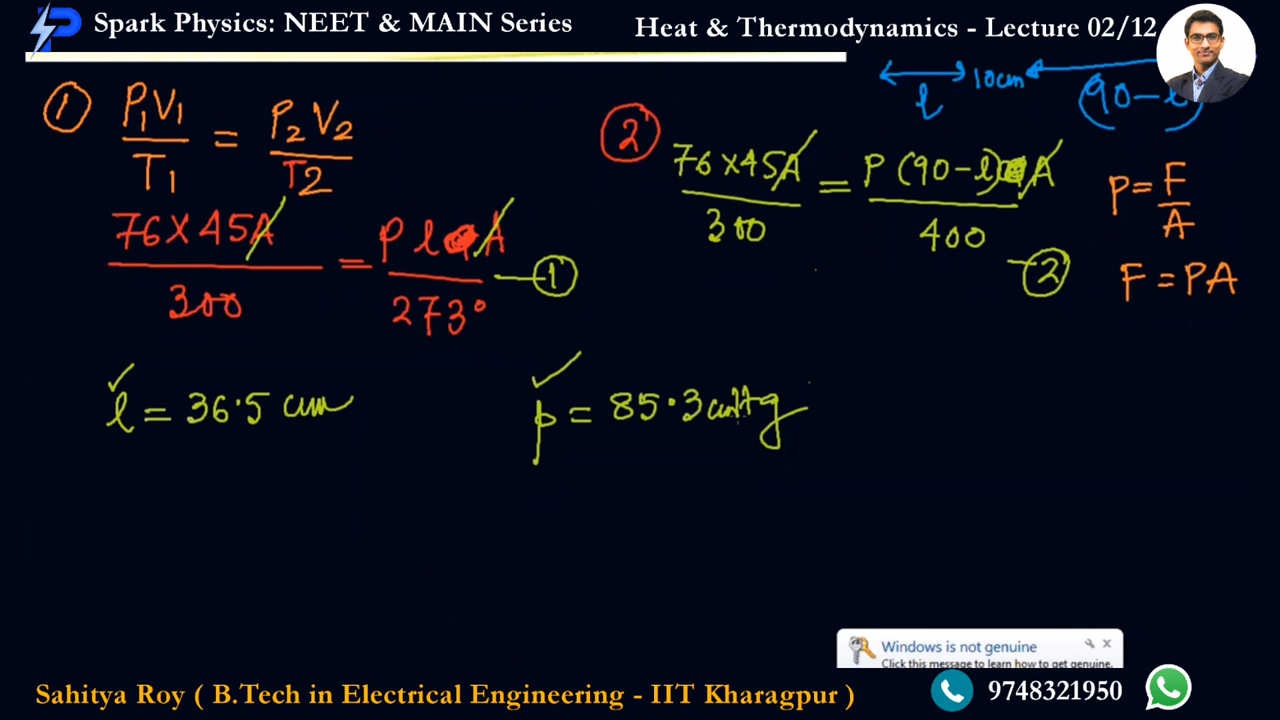 Spark Physics: NEET & MAIN Series
Heat & Thermodynamics - Lecture 02/12
l 10cm (90-l)
① P₁V₁/T₁ = P₂V₂/T₂
76×45A/300 = PlA/273° — ①
② 76×45A/300 = P(90-l)A/400 — ②
P = F/A
F = PA
l = 36.5 cm
p = 85.3 cmHg
Windows is not genuine
Click this message to learn how to get genuine.
Sahitya Roy ( B.Tech in Electrical Engineering - IIT Kharagpur )
9748321950